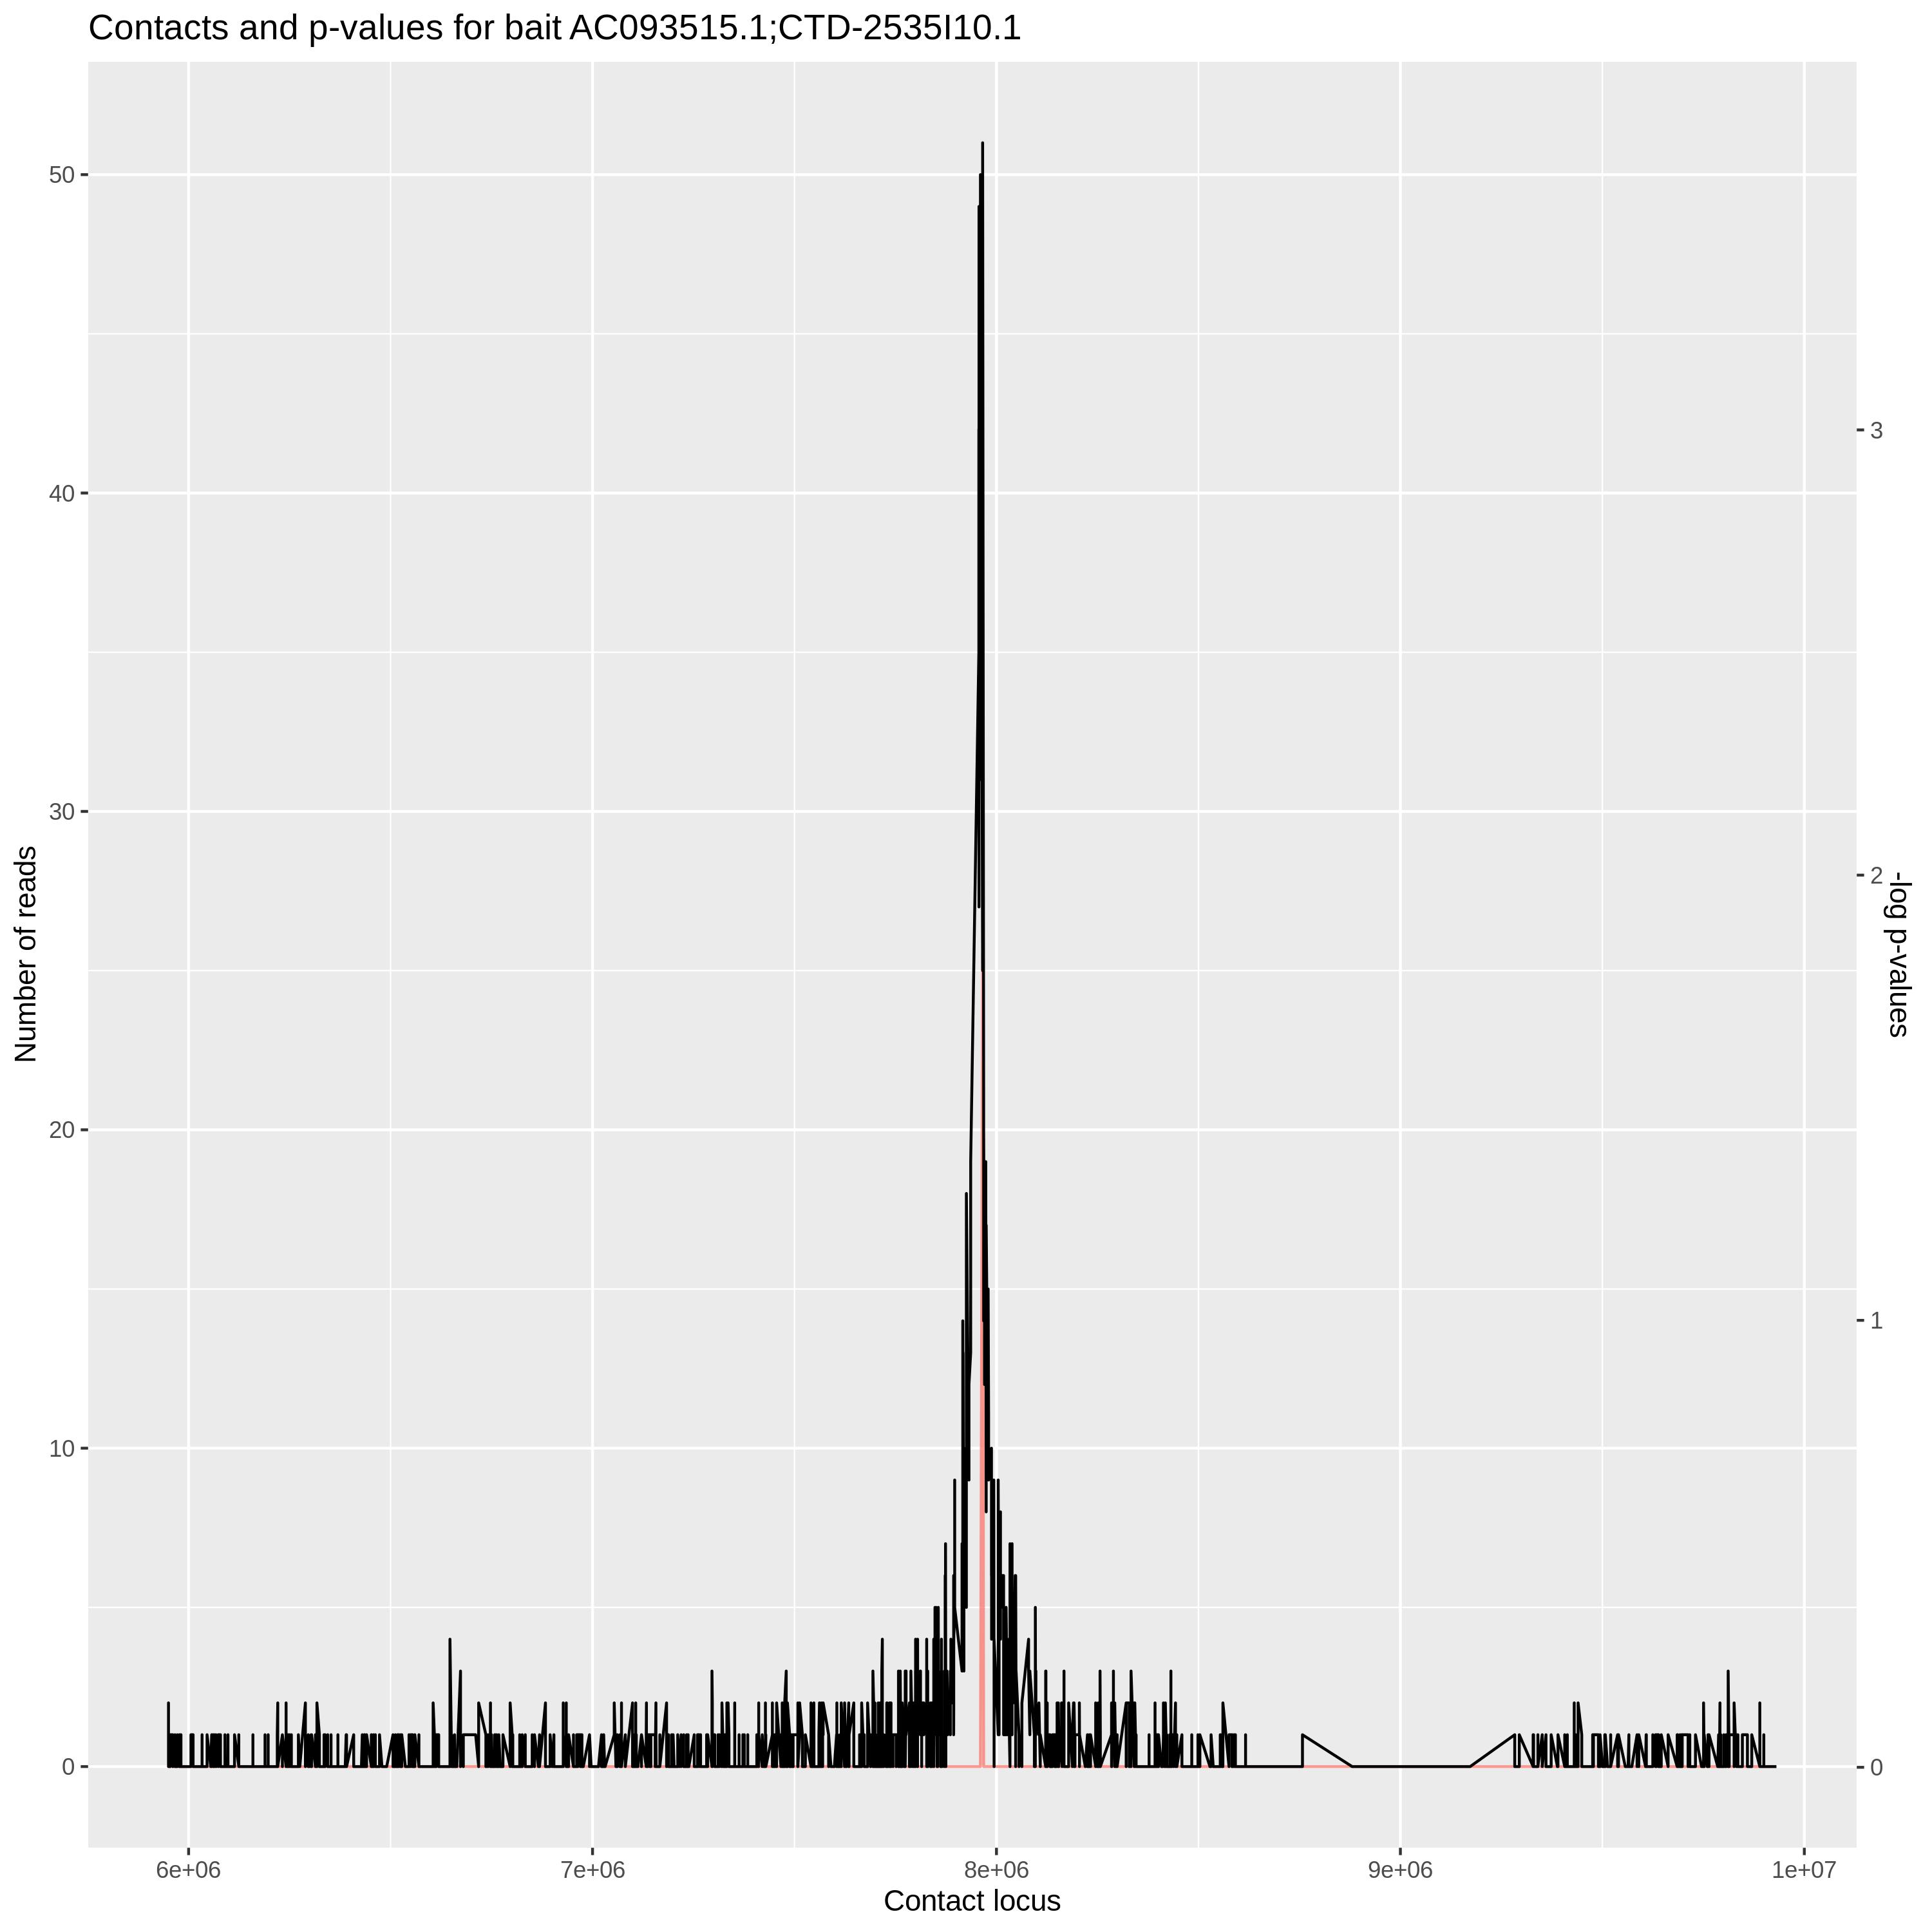 Contacts and p-values for bait AC093515.1;CTD-2535I10.1
50
40
30
20
10
0
Number of reads
3
2
1
0
-log p-values
6e+06
7e+06
8e+06
9e+06
1e+07
Contact locus